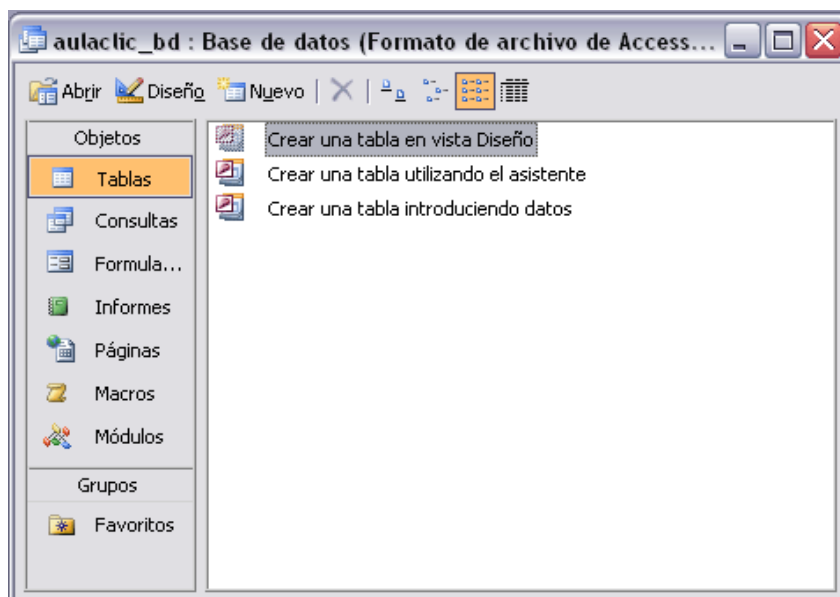 aulaclic_bd : Base de datos (Formato de archivo de Access...
Abrir Diseño Nuevo
Objetos
Tablas
Consultas
Formula...
Informes
Páginas
Macros
Módulos
Grupos
Favoritos
Crear una tabla en vista Diseño
Crear una tabla utilizando el asistente
Crear una tabla introduciendo datos